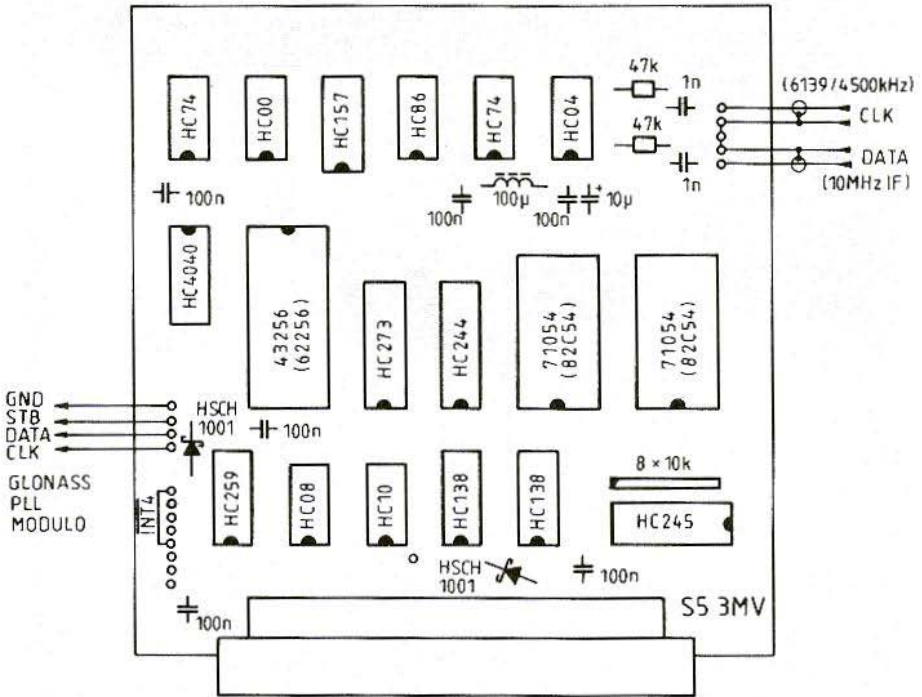 47k
1n
(6139/4500kHz)
CLK
HC74
HC00
HC157
HC86
HC74
HC04
47k
1n
DATA
(10MHz IF)
100n
100n
100µ
100n
+
10µ
HC4040
43256
(62256)
HC273
HC244
71054
(82C54)
71054
(82C54)
GND
STB
DATA
CLK
HSCH
1001
100n
GLONASS
PLL
MODULO
INT4
HC259
HC08
HC10
HC138
HC138
8 × 10k
HC245
HSCH
1001
100n
100n
S5 3MV